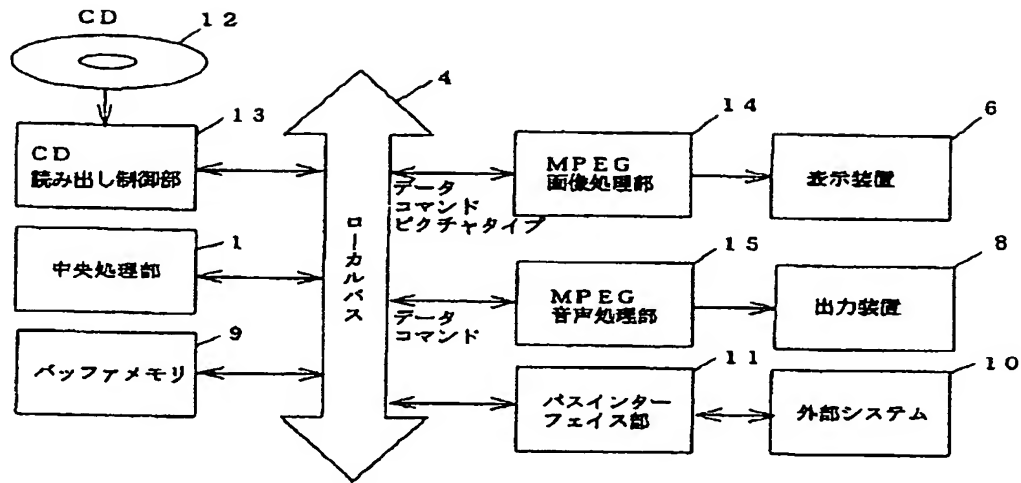 CD
12
13
CD
読み出し制御部
1
中央処理部
9
バッファメモリ
4
ローカルバス
データ
コマンド
ピクチャタイプ
データ
コマンド
14
MPEG
画像処理部
6
表示装置
15
MPEG
音声処理部
8
出力装置
11
バスインター
フェイス部
10
外部システム